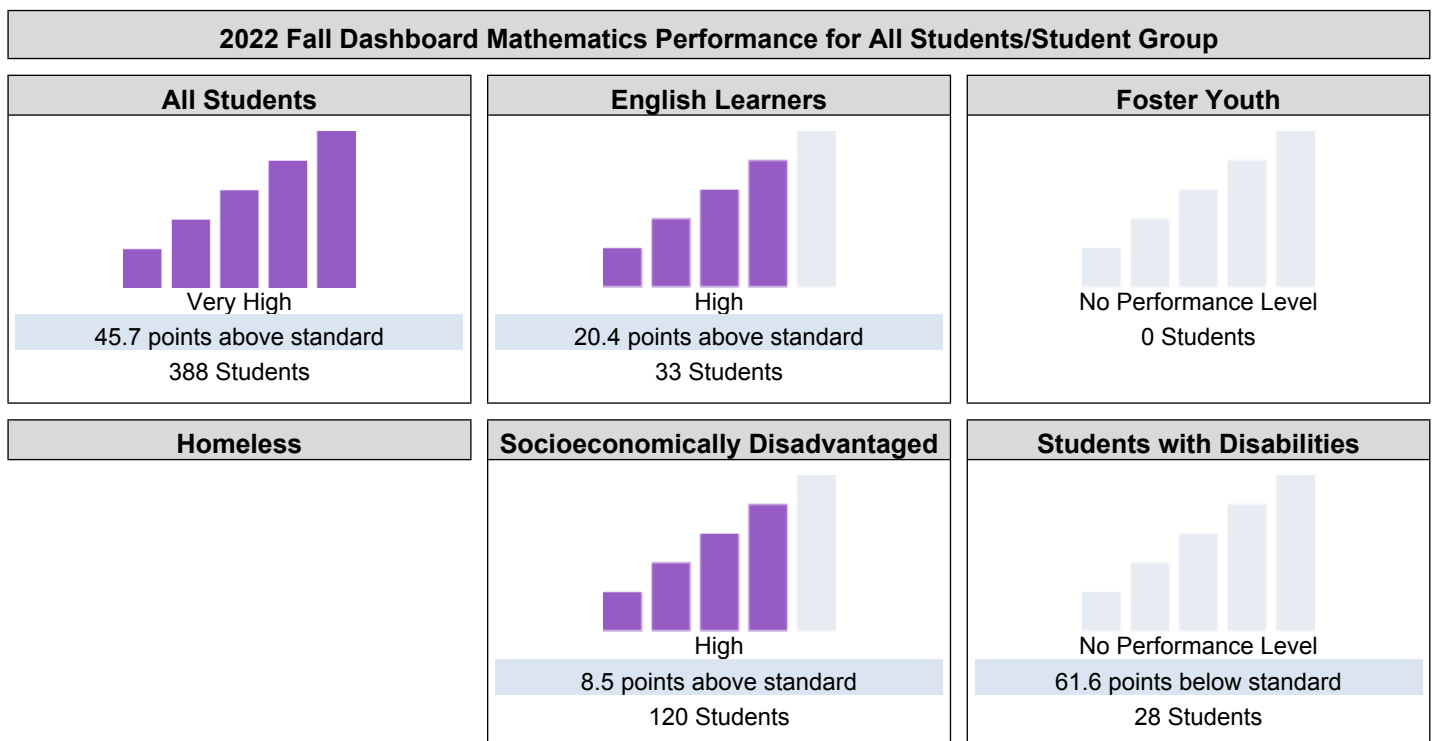 2022 Fall Dashboard Mathematics Performance for All Students/Student Group
All Students
Very High
45.7 points above standard
388 Students
English Learners
High
20.4 points above standard
33 Students
Foster Youth
No Performance Level
0 Students
Homeless
Socioeconomically Disadvantaged
High
8.5 points above standard
120 Students
Students with Disabilities
No Performance Level
61.6 points below standard
28 Students